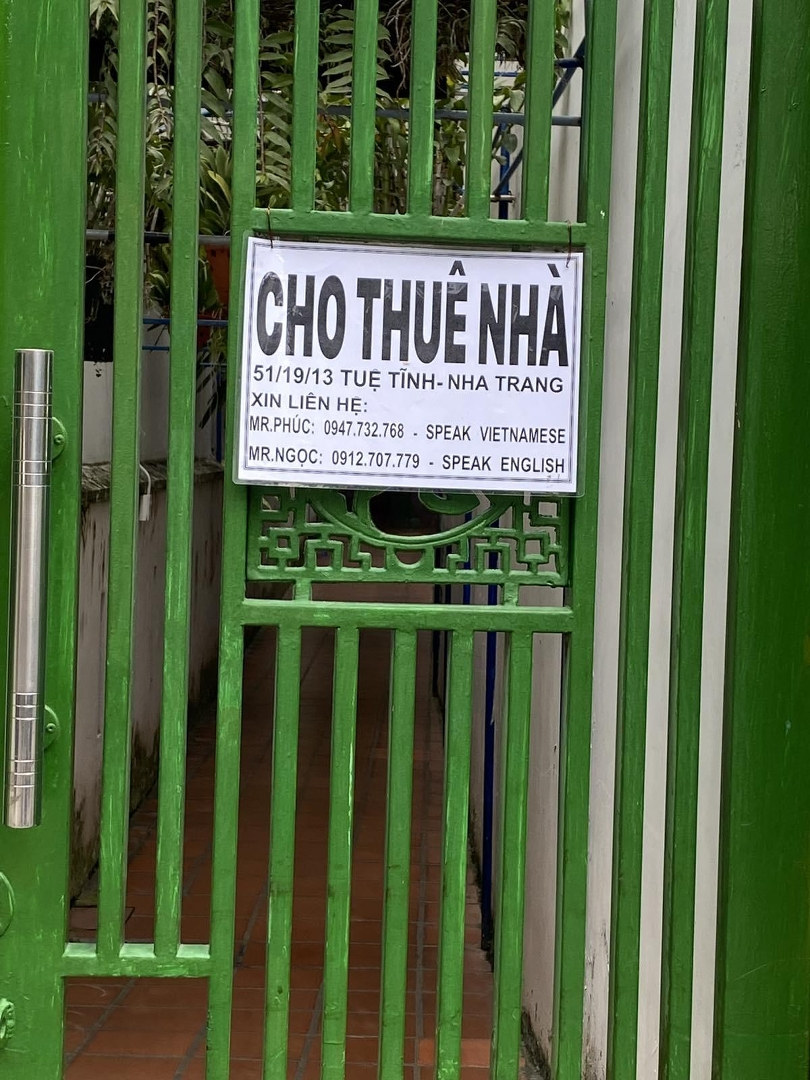 CHO THUÊ NHÀ
51/19/13 TUỆ TĨNH- NHA TRANG
XIN LIÊN HỆ:
MR.PHÚC: 0947.732.768 - SPEAK VIETNAMESE
MR.NGỌC: 0912.707.779 - SPEAK ENGLISH